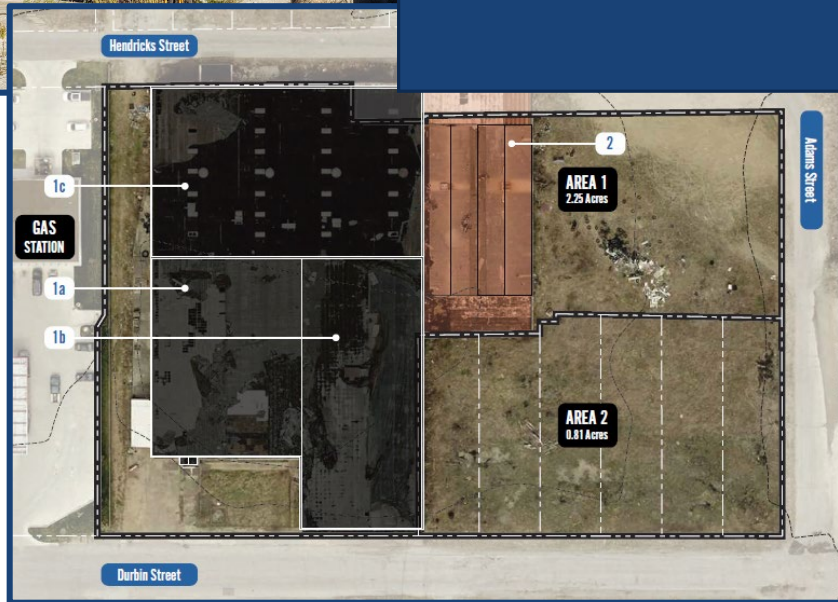 Hendricks Street
2
Adams Street
AREA 1
2.25 Acres
1c
GAS
STATION
1a
1b
AREA 2
0.81 Acres
Durbin Street